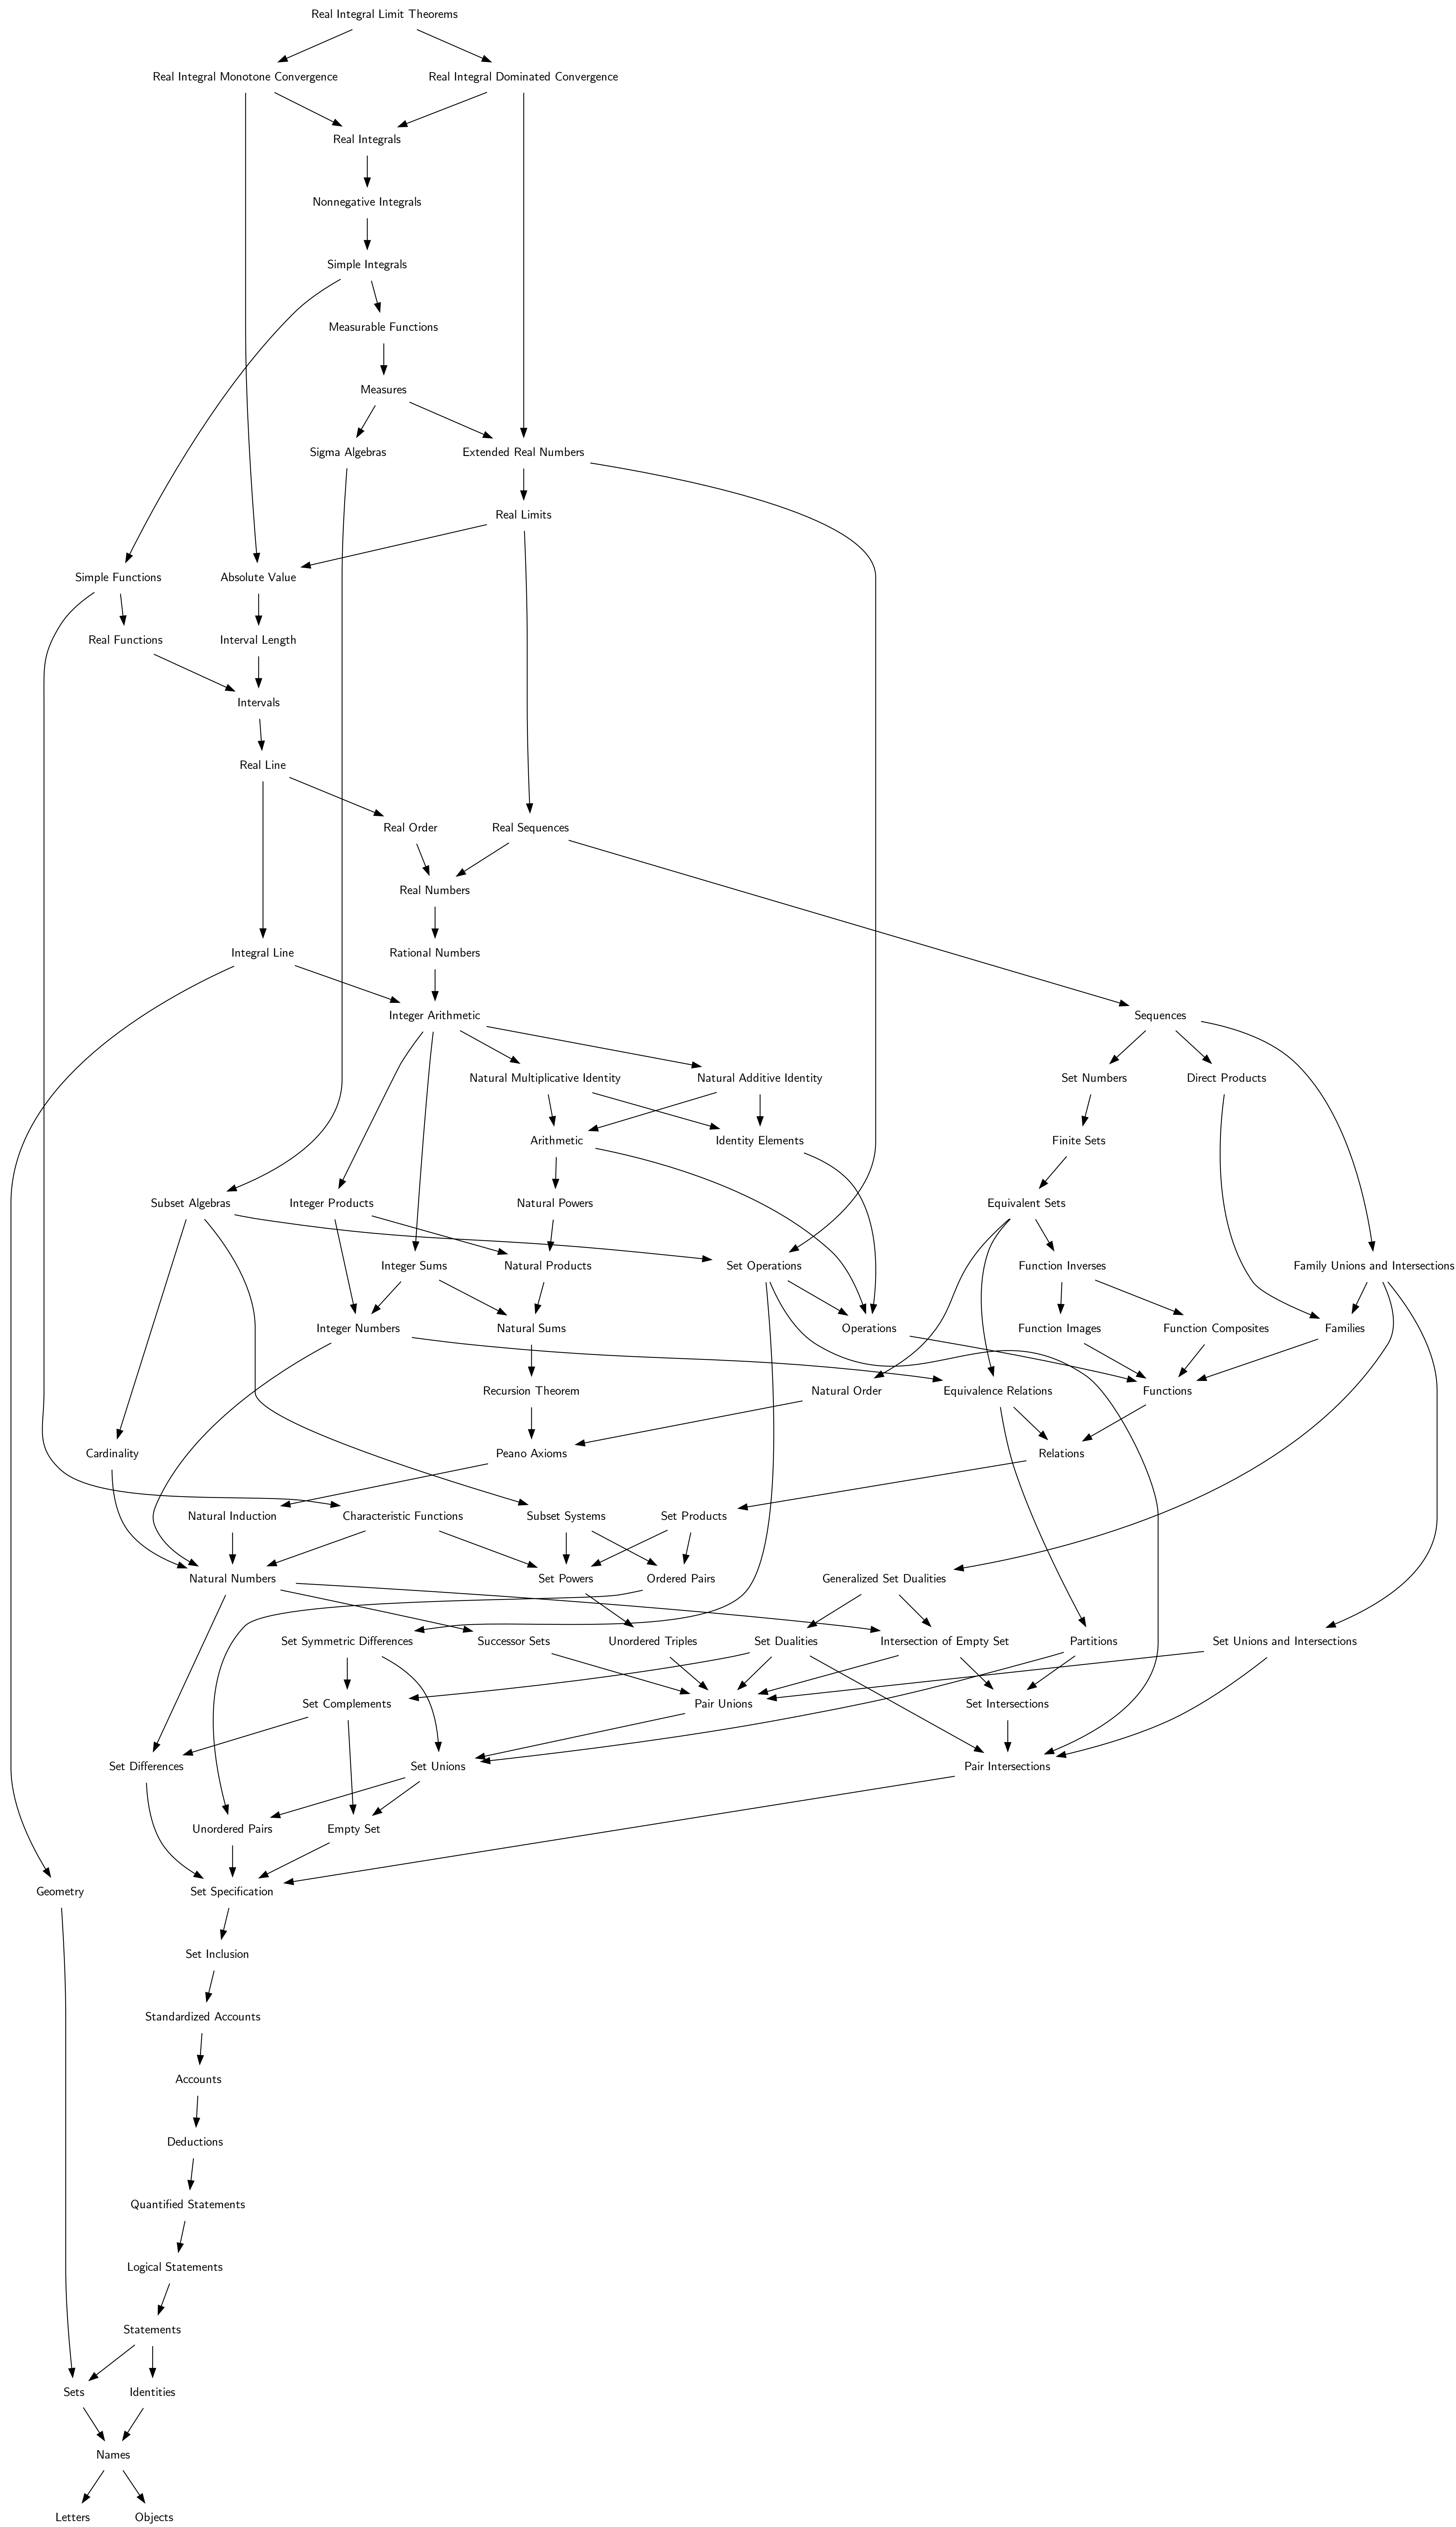 Real Integral Limit Theorems
Real Integral Monotone Convergence
Real Integral Dominated Convergence
Real Integrals
Nonnegative Integrals
Simple Integrals
Measurable Functions
Measures
Sigma Algebras
Extended Real Numbers
Real Limits
Simple Functions
Absolute Value
Real Functions
Interval Length
Intervals
Real Line
Real Order
Real Sequences
Real Numbers
Integral Line
Rational Numbers
Integer Arithmetic
Sequences
Natural Multiplicative Identity
Natural Additive Identity
Set Numbers
Direct Products
Arithmetic
Identity Elements
Finite Sets
Subset Algebras
Integer Products
Natural Powers
Equivalent Sets
Integer Sums
Natural Products
Set Operations
Function Inverses
Family Unions and Intersections
Integer Numbers
Natural Sums
Operations
Function Images
Function Composites
Families
Recursion Theorem
Natural Order
Equivalence Relations
Functions
Cardinality
Peano Axioms
Relations
Natural Induction
Characteristic Functions
Subset Systems
Set Products
Natural Numbers
Set Powers
Ordered Pairs
Generalized Set Dualities
Set Symmetric Differences
Successor Sets
Unordered Triples
Set Dualities
Intersection of Empty Set
Partitions
Set Unions and Intersections
Set Complements
Pair Unions
Set Intersections
Set Differences
Set Unions
Pair Intersections
Unordered Pairs
Empty Set
Geometry
Set Specification
Set Inclusion
Standardized Accounts
Accounts
Deductions
Quantified Statements
Logical Statements
Statements
Sets
Identities
Names
Letters
Objects